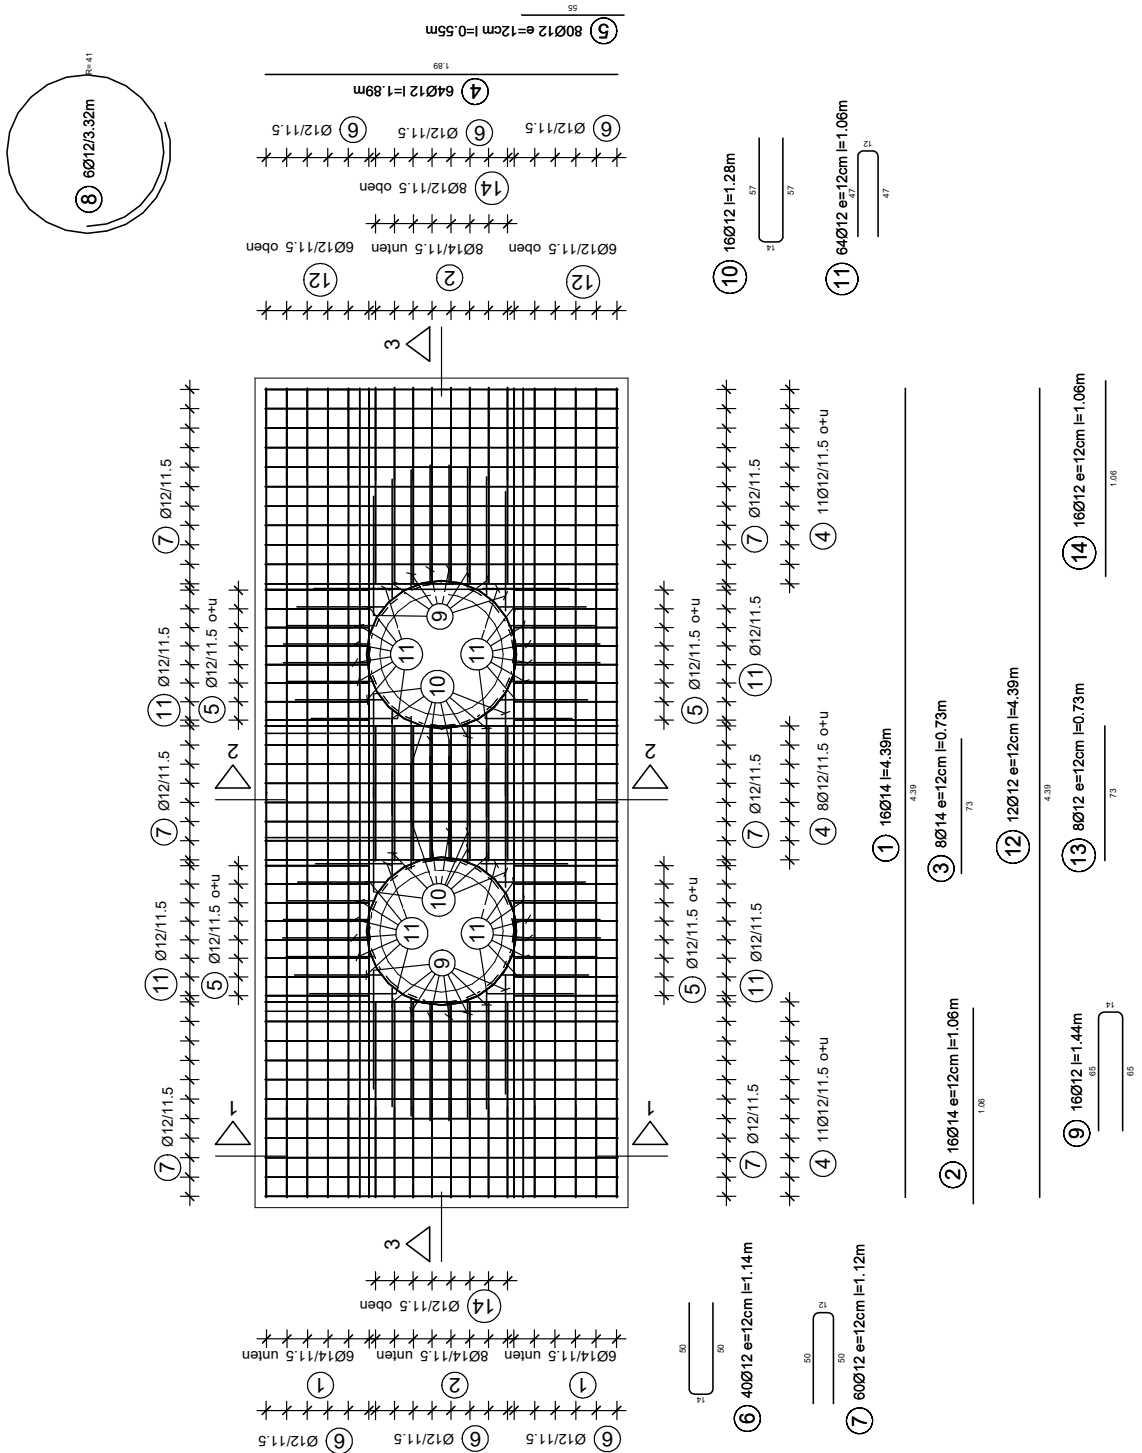 55
5 80Ø12 e=12cm l=0.55m
1.89
4 64Ø12 l=1.89m
R= 41
8 6Ø12/3.32m
6 Ø12/11.5
6 Ø12/11.5
6 Ø12/11.5
14 8Ø12/11.5 oben
6Ø12/11.5 oben
8Ø14/11.5 unten
6Ø12/11.5 oben
12
2
12
3
10 16Ø12 l=1.28m
57
57
14
11 64Ø12 e=12cm l=1.06m
12
47
47
7 Ø12/11.5
11 Ø12/11.5
5 Ø12/11.5 o+u
7 Ø12/11.5
11 Ø12/11.5
5 Ø12/11.5 o+u
7 Ø12/11.5
2
1
9
11
11
10
10
11
11
9
5 Ø12/11.5 o+u
2
5 Ø12/11.5 o+u
1
7 Ø12/11.5
11 Ø12/11.5
7 Ø12/11.5
11 Ø12/11.5
7 Ø12/11.5
4 11Ø12/11.5 o+u
4 8Ø12/11.5 o+u
4 11Ø12/11.5 o+u
1 16Ø14 l=4.39m
4.39
3 8Ø14 e=12cm l=0.73m
73
2 16Ø14 e=12cm l=1.06m
1.06
12 12Ø12 e=12cm l=4.39m
4.39
14 16Ø12 e=12cm l=1.06m
1.06
13 8Ø12 e=12cm l=0.73m
73
9 16Ø12 l=1.44m
65
14
65
3
14 Ø12/11.5 oben
6Ø14/11.5 unten
8Ø14/11.5 unten
6Ø14/11.5 unten
1
2
1
6 Ø12/11.5
6 Ø12/11.5
6 Ø12/11.5
6 40Ø12 e=12cm l=1.14m
50
50
14
7 60Ø12 e=12cm l=1.12m
12
50
50